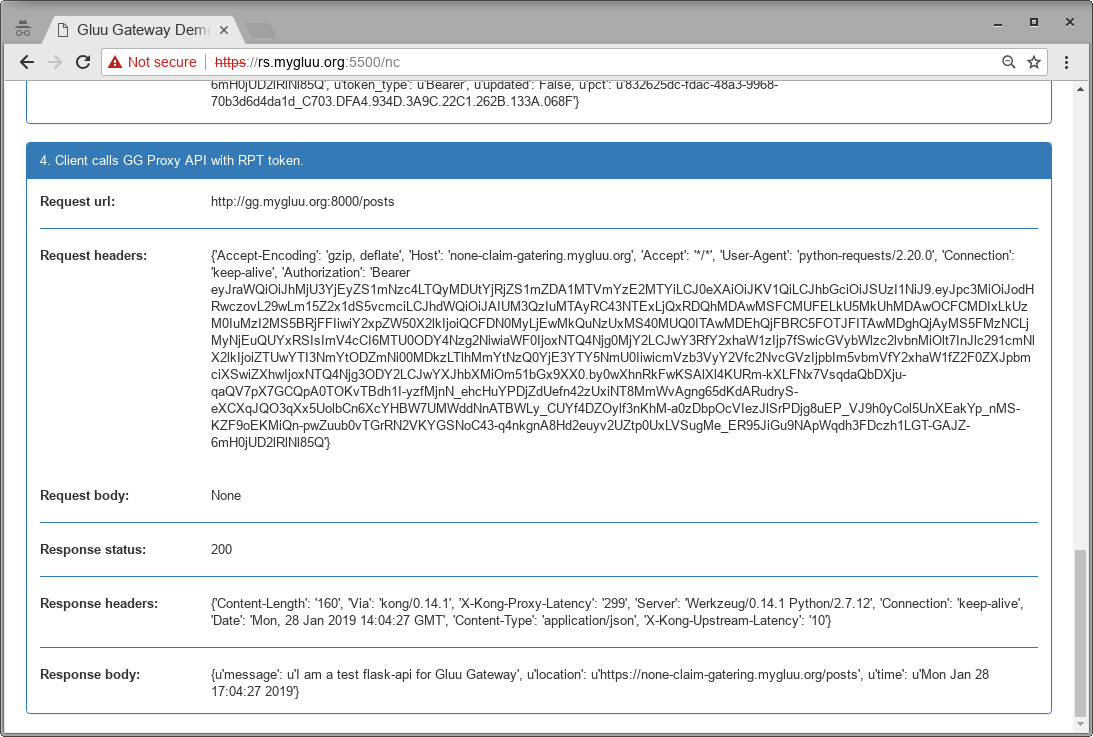 Gluu Gateway Dem
Not secure https://rs.mygluu.org:5500/nc
6mH0jUD2lRlNl85Q', u'token_type': u'Bearer', u'updated': False, u'pct': u'832625dc-fdac-48a3-9968-
70b3d6d4da1d_C703.DFA4.934D.3A9C.22C1.262B.133A.068F'}
4. Client calls GG Proxy API with RPT token.
Request url: http://gg.mygluu.org:8000/posts
Request headers: {'Accept-Encoding': 'gzip, deflate', 'Host': 'none-claim-gatering.mygluu.org', 'Accept': '*/*', 'User-Agent': 'python-requests/2.20.0', 'Connection':
'keep-alive', 'Authorization': 'Bearer
eyJraWQiOiJhMjU3YjEyZS1mNzc4LTQyMDUtYjRjZS1mZDA1MTVmYzE2MTYiLCJ0eXAiOiJKV1QiLCJhbGciOiJSUzI1NiJ9.eyJpc3MiOiJodH
RwczovL29wLm15Z2x1dS5vcmciLCJhdWQiOiJAIUM3QzIuMTAyRC43NTExLjQxRDQhMDAwMSFCMUFELkU5MkUhMDAwOCFCMDIxLkUz
M0IuMzI2MS5BRjFFIiwiY2xpZW50X2lkIjoiQCFDN0MyLjEwMkQuNzUxMS40MUQ0ITAwMDEhQjFBRC5FOTJFITAwMDghQjAyMS5FMzNCLj
MyNjEuQUYxRSIsImV4cCI6MTU0ODY4Nzg2NiwiaWF0IjoxNTQ4Njg0MjY2LCJwY3RfY2xhaW1zIjp7fSwicGVybWlzc2lvbnMiOlt7InJlc291cmNl
X2lkIjoiZTUwYTI3NmYtODZmNi00MDkzLTlhMmYtNzQ0YjE3YTY5NmU0IiwicmVzb3VyY2Vfc2NvcGVzIjpbIm5vbmVfY2xhaW1fZ2F0ZXJpbm
ciXSwiZXhwIjoxNTQ4Njg3ODY2LCJwYXJhbXMiOm51bGx9XX0.by0wXhnRkFwKSAlXl4KURm-kXLFNx7VsqdaQbDXju-
qaQV7pX7GCQpA0TOKvTBdh1I-yzfMjnN_ehcHuYPDjZdUefn42zUxiNT8MmWvAgng65dKdARudryS-
eXCXqJQO3qXx5UolbCn6XcYHBW7UMWddNnATBWLy_CUYf4DZOylf3nKhM-a0zDbpOcVIezJlSrPDjg8uEP_VJ9h0yCol5UnXEakYp_nMS-
KZF9oEKMiQn-pwZuub0vTGrRN2VKYGSNoC43-q4nkgnA8Hd2euyv2UZtp0UxLVSugMe_ER95JiGu9NApWqdh3FDczh1LGT-GAJZ-
6mH0jUD2lRlNl85Q'}
Request body: None
Response status: 200
Response headers: {'Content-Length': '160', 'Via': 'kong/0.14.1', 'X-Kong-Proxy-Latency': '299', 'Server': 'Werkzeug/0.14.1 Python/2.7.12', 'Connection': 'keep-alive',
'Date': 'Mon, 28 Jan 2019 14:04:27 GMT', 'Content-Type': 'application/json', 'X-Kong-Upstream-Latency': '10'}
Response body: {u'message': u'I am a test flask-api for Gluu Gateway', u'location': u'https://none-claim-gatering.mygluu.org/posts', u'time': u'Mon Jan 28
17:04:27 2019'}